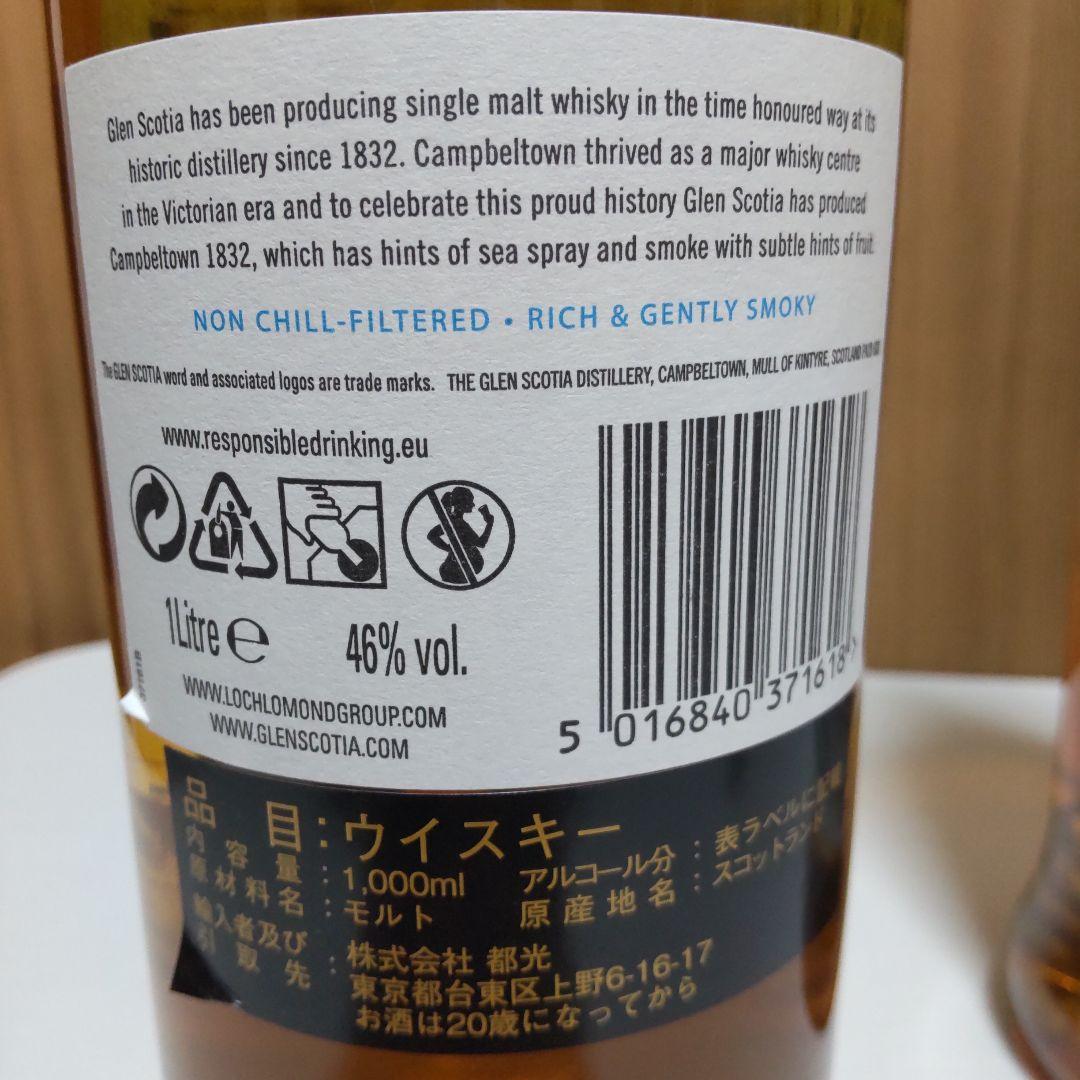 Glen Scotia has been producing single malt whisky in the time honoured way at its
historic distillery since 1832. Campbeltown thrived as a major whisky centre
in the Victorian era and to celebrate this proud history Glen Scotia has produced
Campbeltown 1832, which has hints of sea spray and smoke with subtle hints of fruit.
NON CHILL-FILTERED • RICH & GENTLY SMOKY
The GLEN SCOTIA word and associated logos are trade marks. THE GLEN SCOTIA DISTILLERY, CAMPBELTOWN, MULL OF KINTYRE, SCOTLAND
www.responsibledrinking.eu
1Litre ℮ 46% vol.
WWW.LOCHLOMONDGROUP.COM
WWW.GLENSCOTIA.COM
5 016840 371618 >
品目：ウイスキー
内容量：1,000ml アルコール分：表ラベルに記載
原材料名：モルト 原産地名：スコットランド
輸入者及び
引取先：株式会社 都光
東京都台東区上野6-16-17
お酒は20歳になってから